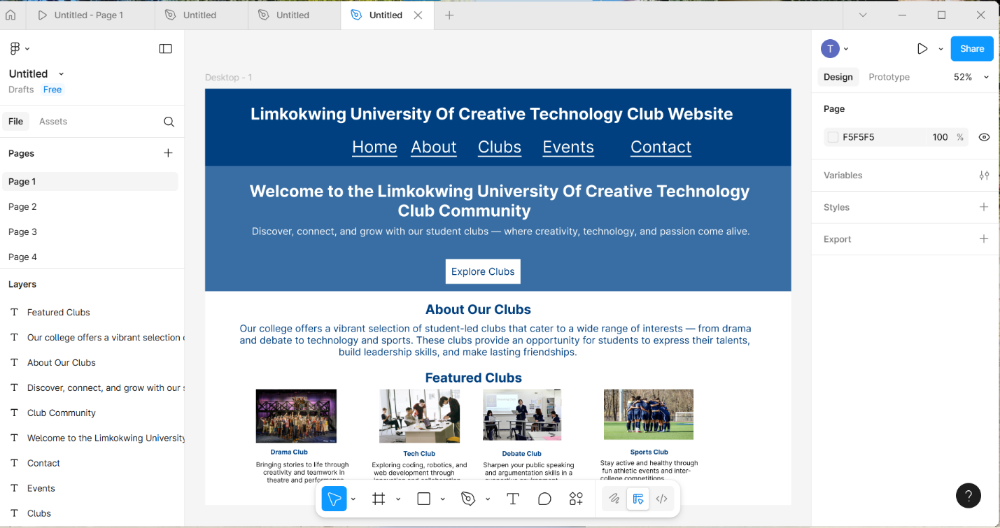 Untitled - Page 1
Untitled
Untitled
Untitled
Untitled
Drafts Free
File Assets
Pages
Page 1
Page 2
Page 3
Page 4
Layers
Featured Clubs
Our college offers a vibrant selection
About Our Clubs
Discover, connect, and grow with our
Club Community
Welcome to the Limkokwing University
Contact
Events
Clubs
Desktop - 1
Limkokwing University Of Creative Technology Club Website
Home About Clubs Events Contact
Welcome to the Limkokwing University Of Creative Technology
Club Community
Discover, connect, and grow with our student clubs — where creativity, technology, and passion come alive.
Explore Clubs
About Our Clubs
Our college offers a vibrant selection of student-led clubs that cater to a wide range of interests — from drama
and debate to technology and sports. These clubs provide an opportunity for students to express their talents,
build leadership skills, and make lasting friendships.
Featured Clubs
Drama Club
Bringing stories to life through
creativity and teamwork in
theatre and performance
Tech Club
Exploring coding, robotics, and
web development through
innovation and collaboration
Debate Club
Sharpen your public speaking
and argumentation skills in a
supportive environment
Sports Club
Stay active and healthy through
fun athletic events and inter-
college competitions
T
Share
Design Prototype 52%
Page
F5F5F5 100 %
Variables
Styles
Export
?